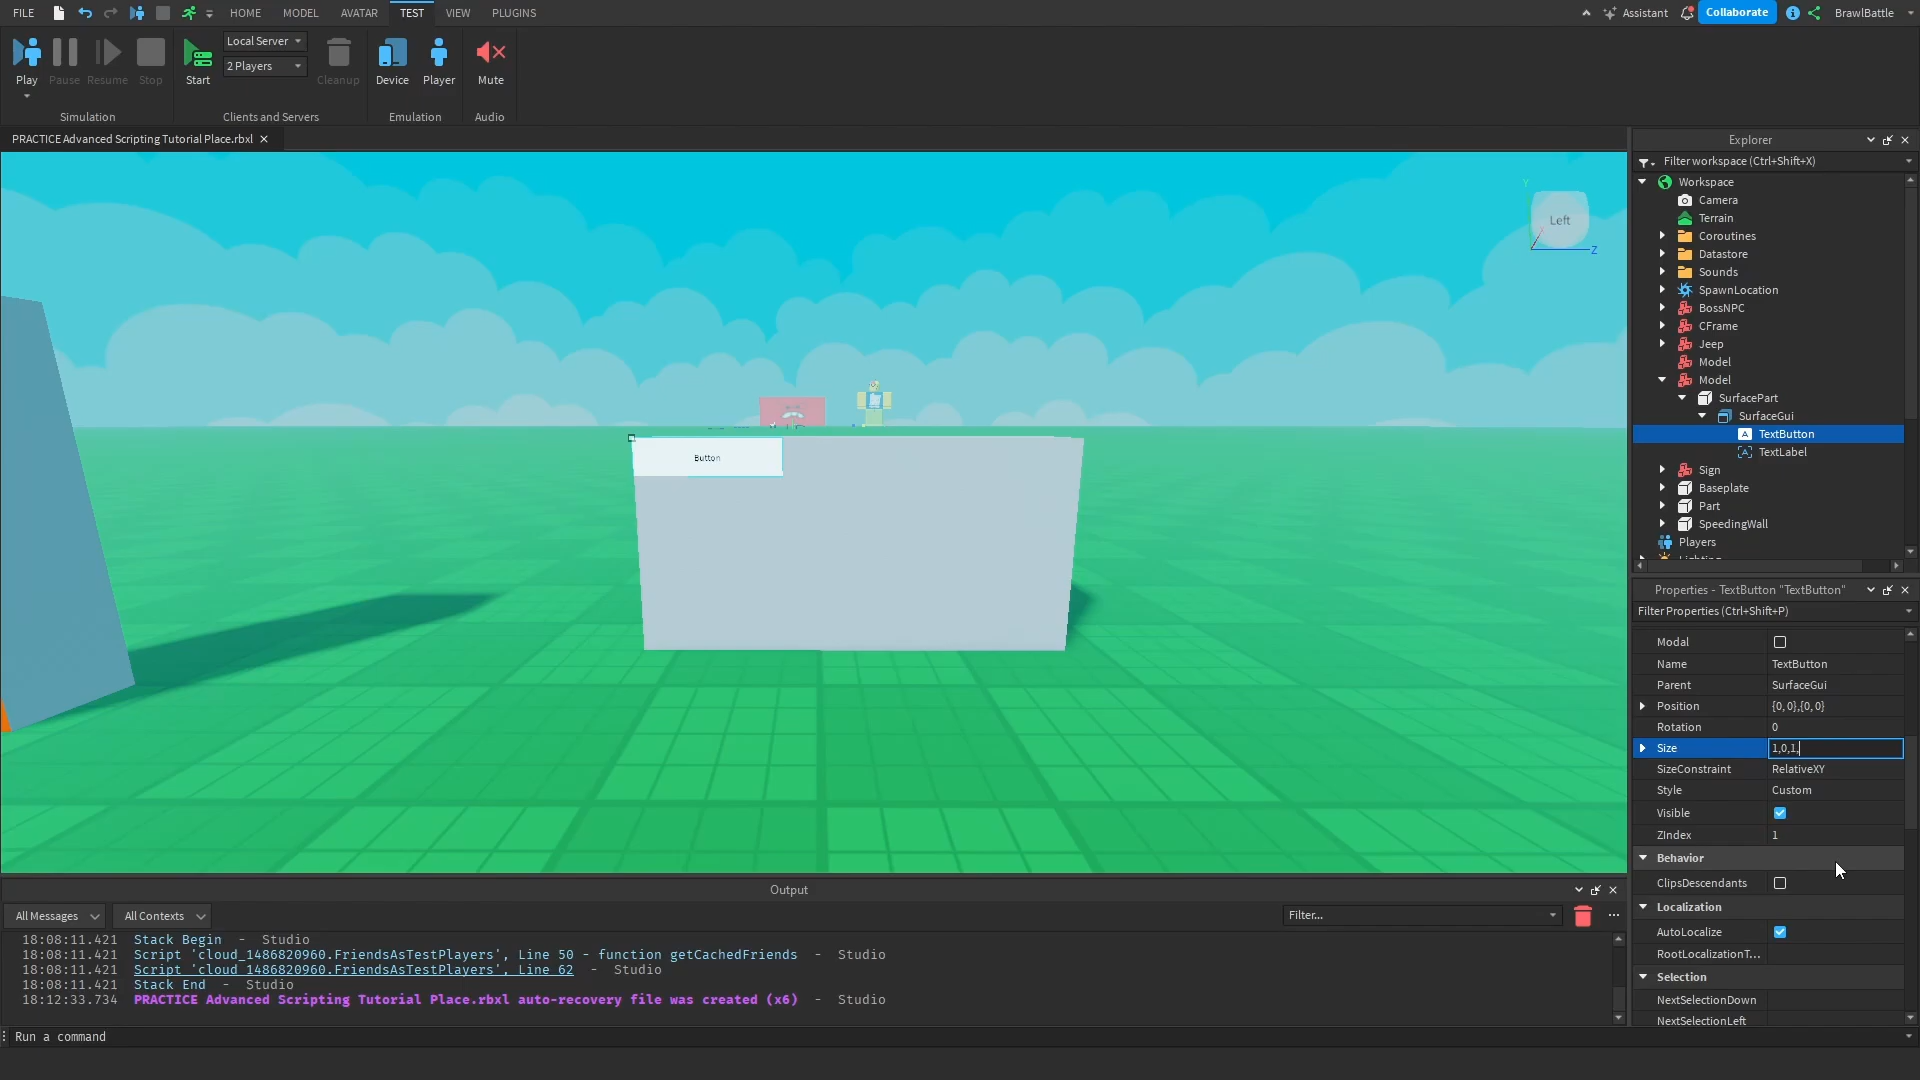 FILE HOME MODEL AVATAR TEST VIEW PLUGINS Assistant Collaborate BrawlBattle
Play Pause Resume Stop Start Local Server 2 Players Cleanup Device Player Mute
Simulation Clients and Servers Emulation Audio
PRACTICE Advanced Scripting Tutorial Place.rbxl
Y
Left
Z
Button
Explorer
Filter workspace (Ctrl+Shift+X)
Workspace
Camera
Terrain
Coroutines
Datastore
Sounds
SpawnLocation
BossNPC
CFrame
Jeep
Model
Model
SurfacePart
SurfaceGui
TextButton
TextLabel
Sign
Baseplate
Part
SpeedingWall
Players
Lighting
Properties - TextButton "TextButton"
Filter Properties (Ctrl+Shift+P)
Modal
Name TextButton
Parent SurfaceGui
Position {0, 0},{0, 0}
Rotation 0
Size 1,0,1,
SizeConstraint RelativeXY
Style Custom
Visible
ZIndex 1
Behavior
ClipsDescendants
Localization
AutoLocalize
RootLocalizationT...
Selection
NextSelectionDown
NextSelectionLeft
Output
All Messages All Contexts Filter... ...
18:08:11.421 Stack Begin - Studio
18:08:11.421 Script 'cloud_1486820960.FriendsAsTestPlayers', Line 50 - function getCachedFriends - Studio
18:08:11.421 Script 'cloud_1486820960.FriendsAsTestPlayers', Line 62 - Studio
18:08:11.421 Stack End - Studio
18:12:33.734 PRACTICE Advanced Scripting Tutorial Place.rbxl auto-recovery file was created (x6) - Studio
Run a command